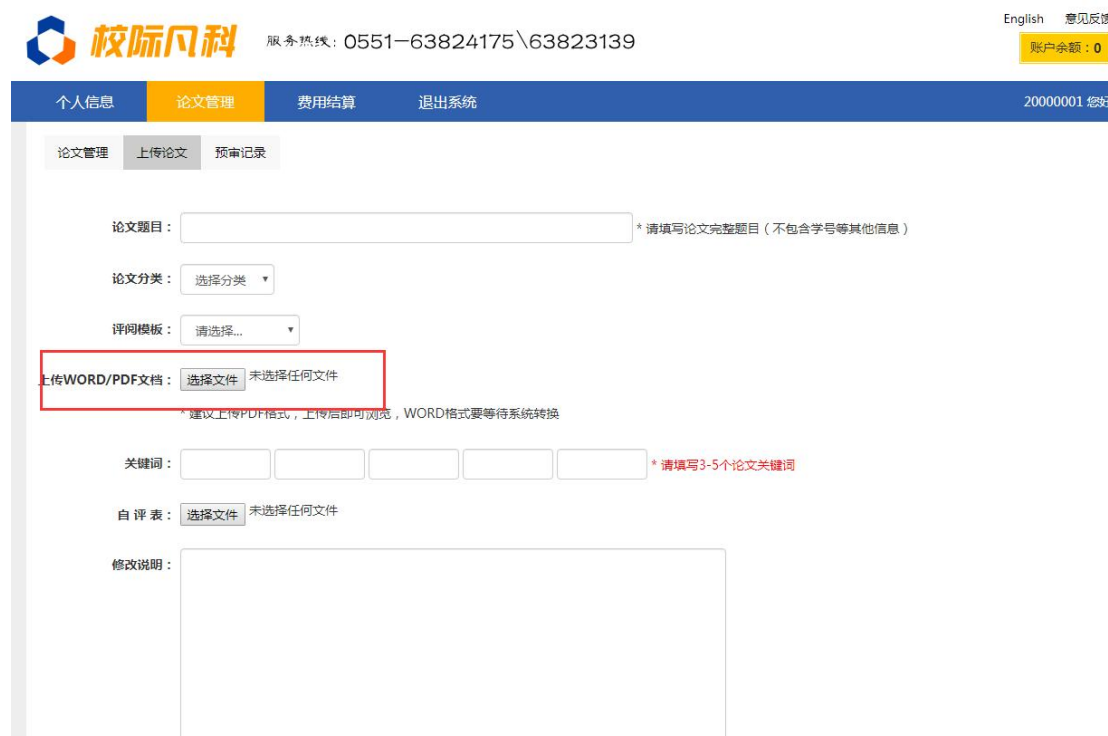 English 意见反馈
校际凡科 服务热线: 0551-63824175\63823139
账户余额：0
个人信息 论文管理 费用结算 退出系统 20000001 您好
论文管理 上传论文 预审记录
论文题目： * 请填写论文完整题目（不包含学号等其他信息）
论文分类： 选择分类
评阅模板： 请选择...
上传WORD/PDF文档： 选择文件 未选择任何文件
* 建议上传PDF格式，上传后即可浏览，WORD格式要等待系统转换
关键词： * 请填写3-5个论文关键词
自 评 表： 选择文件 未选择任何文件
修改说明：